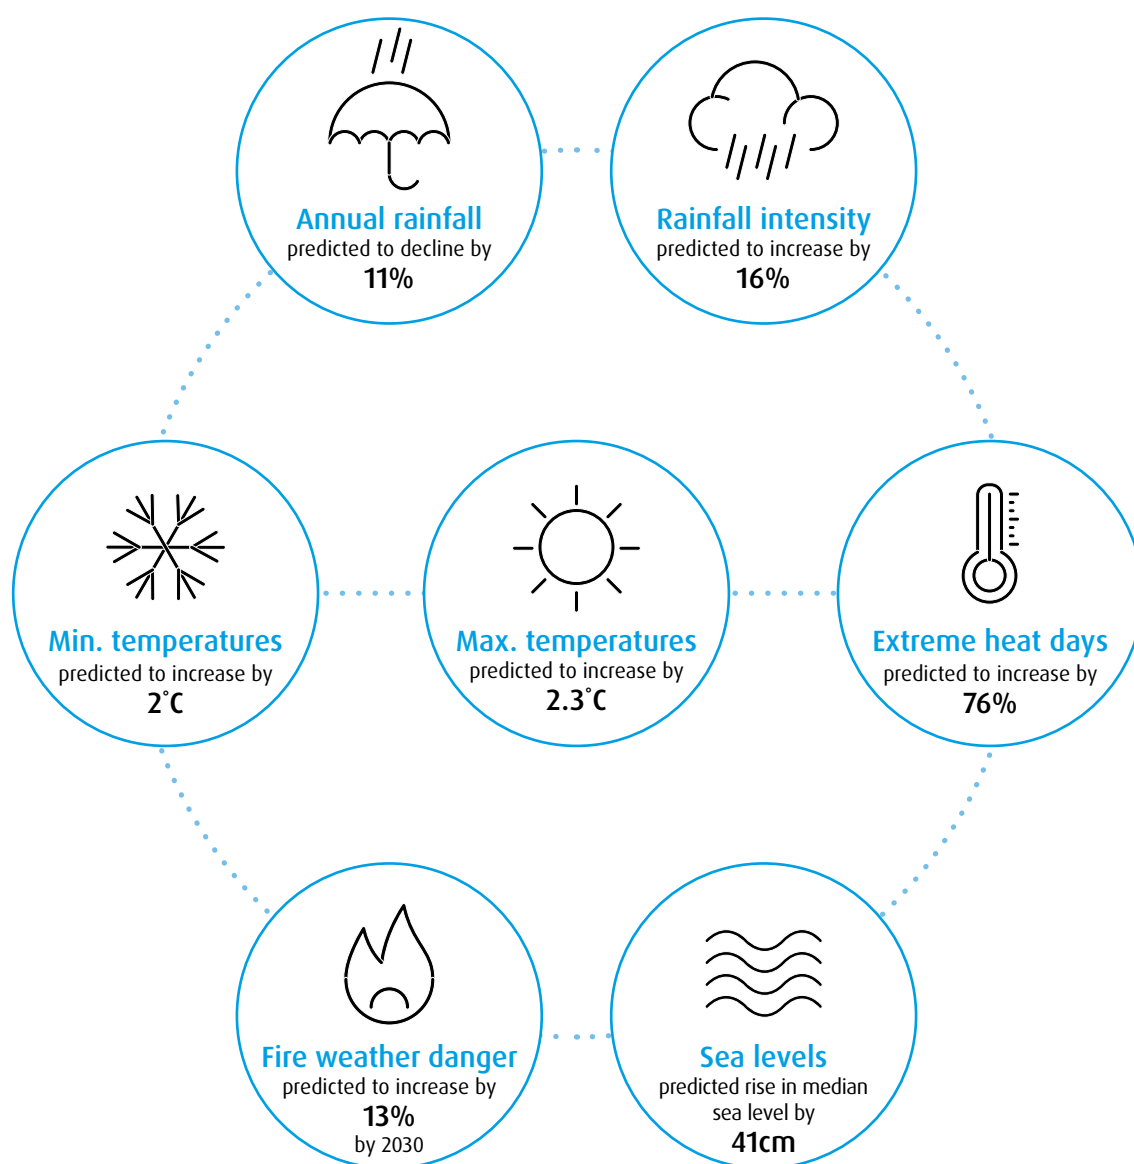 Annual rainfall
predicted to decline by
11%
Rainfall intensity
predicted to increase by
16%
Min. temperatures
predicted to increase by
2°C
Max. temperatures
predicted to increase by
2.3°C
Extreme heat days
predicted to increase by
76%
Fire weather danger
predicted to increase by
13%
by 2030
Sea levels
predicted rise in median
sea level by
41cm